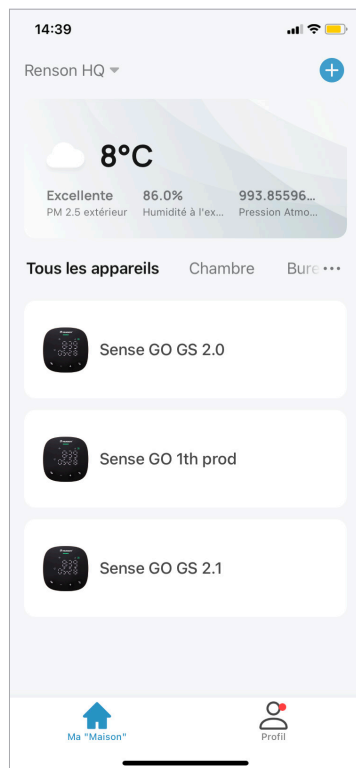 14:39
Renson HQ
8°C
Excellente 86.0% 993.85596...
PM 2.5 extérieur Humidité à l'ex... Pression Atmo...
Tous les appareils Chambre Bure ···
Sense GO GS 2.0
Sense GO 1th prod
Sense GO GS 2.1
Ma "Maison" Profil